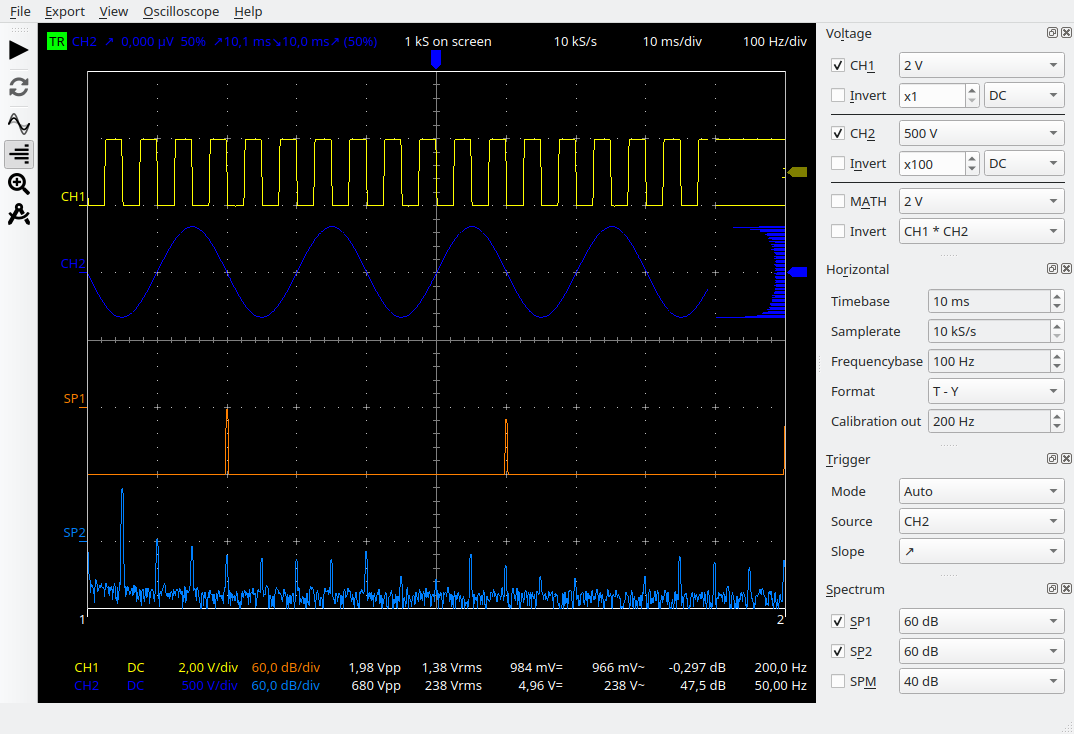 File Export View Oscilloscope Help
TR CH2 ↗ 0,000 µV 50% ↗10,1 ms↘10,0 ms↗ (50%) 1 kS on screen 10 kS/s 10 ms/div 100 Hz/div
CH1
CH2
SP1
SP2
1 2
CH1 DC 2,00 V/div 60,0 dB/div 1,98 Vpp 1,38 Vrms 984 mV= 966 mV~ -0,297 dB 200,0 Hz
CH2 DC 500 V/div 60,0 dB/div 680 Vpp 238 Vrms 4,96 V= 238 V~ 47,5 dB 50,00 Hz
Voltage
CH1 2 V
Invert x1 DC
CH2 500 V
Invert x100 DC
MATH 2 V
Invert CH1 * CH2
Horizontal
Timebase 10 ms
Samplerate 10 kS/s
Frequencybase 100 Hz
Format T - Y
Calibration out 200 Hz
Trigger
Mode Auto
Source CH2
Slope ↗
Spectrum
SP1 60 dB
SP2 60 dB
SPM 40 dB